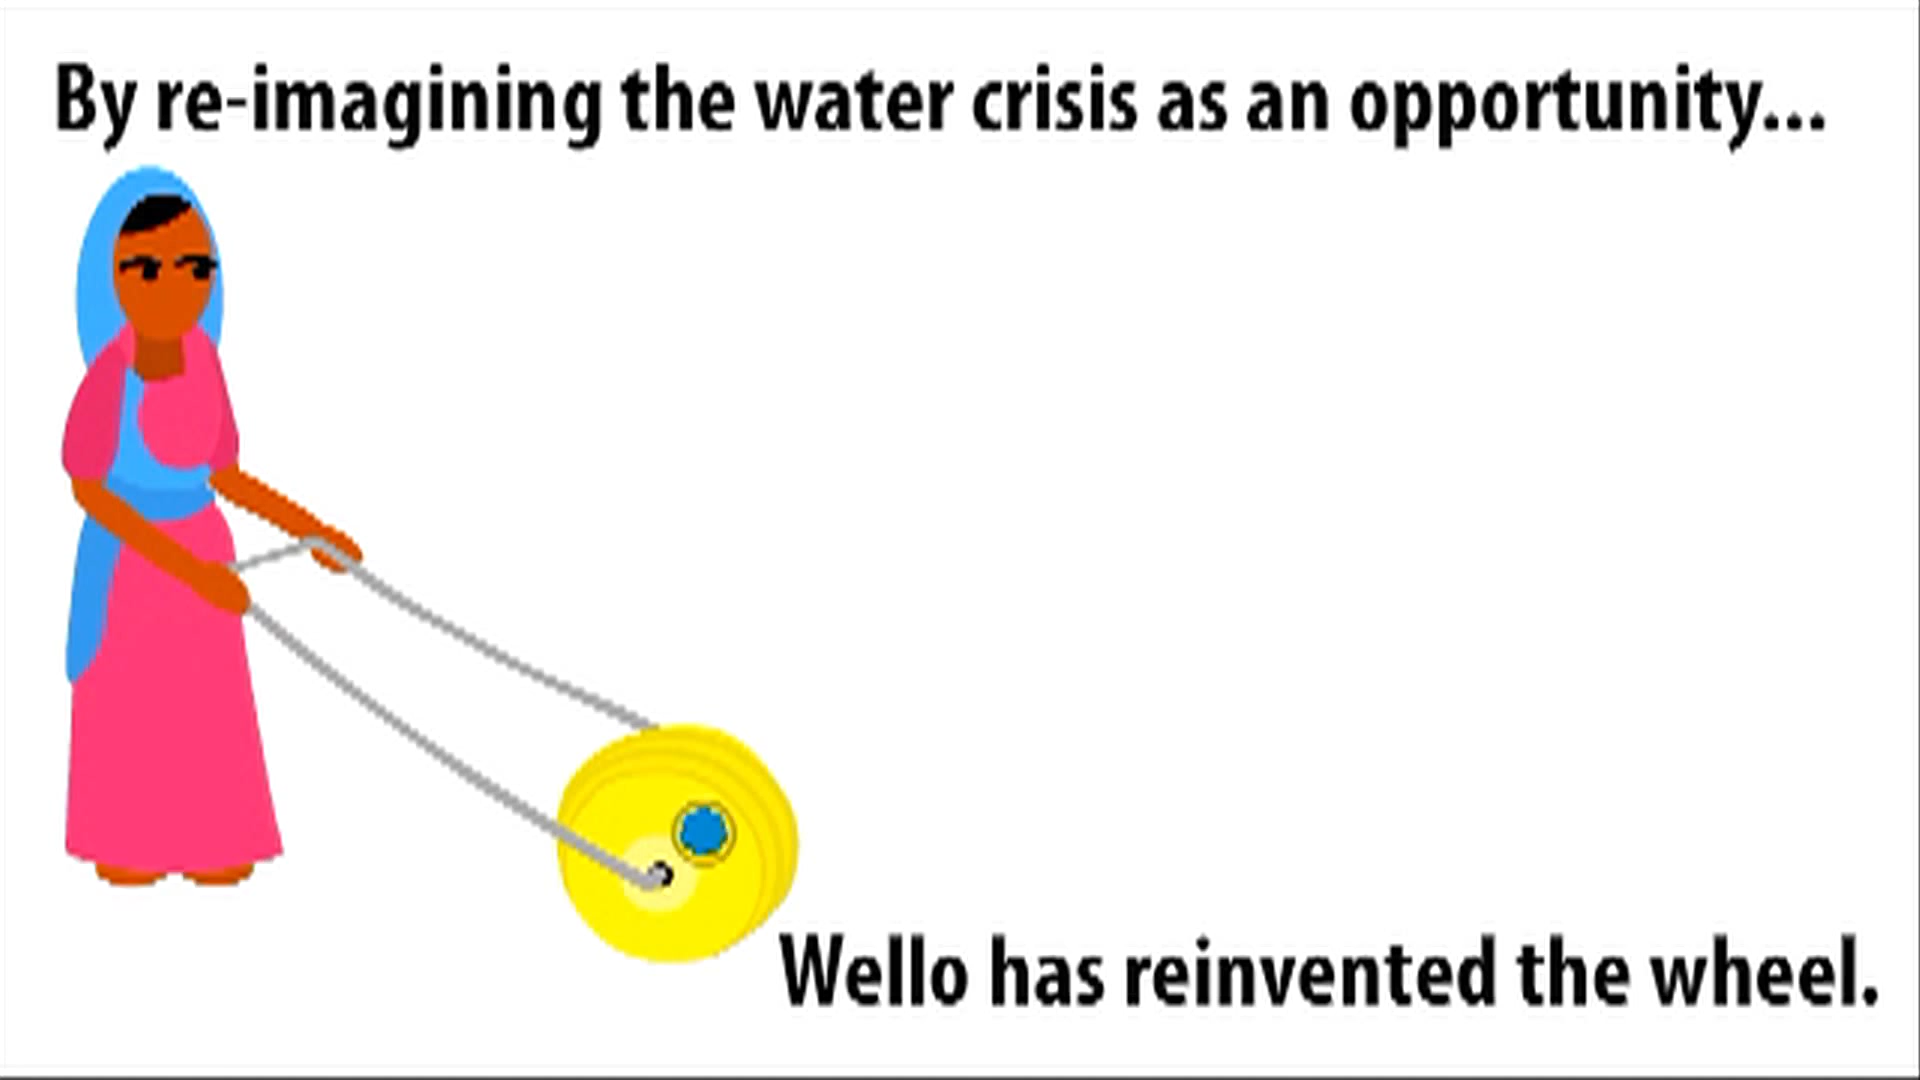 By re-imagining the water crisis as an opportunity...
Wello has reinvented the wheel.